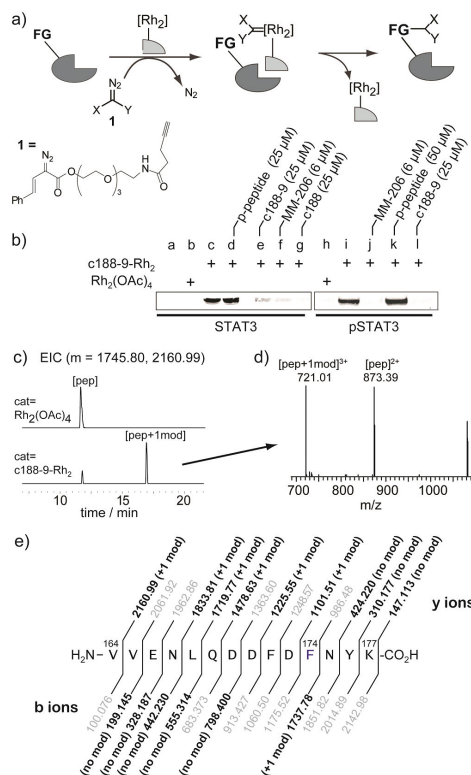 a)
[Rh₂]
FG
N₂
X Y
1
N₂
X
FG [Rh₂]
Y
[Rh₂]
X
FG Y
1 =
N₂
Ph
O
O
O
3
H
N
O
b)
p-peptide (25 µM)
c188-9 (25 µM)
MM-206 (6 µM)
c188 (25 µM)
MM-206 (6 µM)
p-peptide (50 µM)
c188-9 (25 µM)
a b c d e f g h i j k l
c188-9-Rh₂ + + + + + + + + +
Rh₂(OAc)₄ + +
STAT3 pSTAT3
c) EIC (m = 1745.80, 2160.99)
[pep]
cat=
Rh₂(OAc)₄
[pep+1mod]
cat=
c188-9-Rh₂
10 15 20
time / min
d)
[pep+1mod]³⁺ [pep]²⁺
721.01 873.39
700 800 900 1000
m/z
e)
2160.99 (+1 mod)
2061.92
1962.86
1833.81 (+1 mod)
1719.77 (+1 mod)
1478.63 (+1 mod)
1363.60
1225.55 (+1 mod)
1248.57
1101.51 (+1 mod)
986.48
424.220 (no mod)
310.177 (no mod)
147.113 (no mod)
y ions
164 174 177
H₂N V V E N L Q D D F D F N Y K CO₂H
b ions
100.076
(no mod) 199.145
(no mod) 328.187
(no mod) 442.230
(no mod) 555.314
683.373
(no mod) 798.400
913.427
1060.50
1175.52
(+1 mod) 1737.78
1851.82
2014.89
2142.98